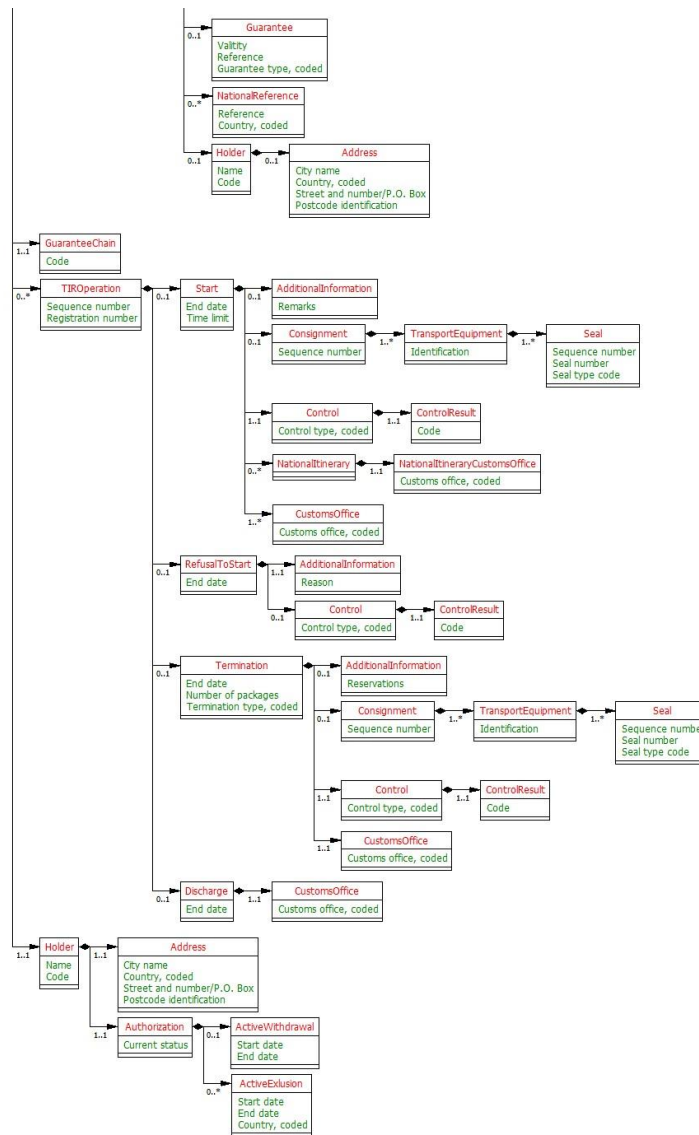 Guarantee
0..1
Valitity
Reference
Guarantee type, coded
NationalReference
0..*
Reference
Country, coded
Holder
0..1
Name
Code
Address
0..1
City name
Country, coded
Street and number/P.O. Box
Postcode identification
GuaranteeChain
1..1
Code
TIROperation
0..*
Sequence number
Registration number
Start
0..1
End date
Time limit
AdditionalInformation
0..1
Remarks
Consignment
0..1
Sequence number
TransportEquipment
1..*
Identification
Seal
1..*
Sequence number
Seal number
Seal type code
Control
1..1
Control type, coded
ControlResult
1..1
Code
NationalItinerary
0..*
NationalItineraryCustomsOffice
1..1
Customs office, coded
CustomsOffice
1..*
Customs office, coded
RefusalToStart
0..1
End date
AdditionalInformation
1..1
Reason
Control
0..1
Control type, coded
ControlResult
1..1
Code
Termination
0..1
End date
Number of packages
Termination type, coded
AdditionalInformation
0..1
Reservations
Consignment
0..1
Sequence number
TransportEquipment
1..*
Identification
Seal
1..*
Sequence numbe
Seal number
Seal type code
Control
1..1
Control type, coded
ControlResult
1..1
Code
CustomsOffice
1..1
Customs office, coded
Discharge
0..1
End date
CustomsOffice
1..1
Customs office, coded
Holder
1..1
Name
Code
Address
1..1
City name
Country, coded
Street and number/P.O. Box
Postcode identification
Authorization
1..1
Current status
ActiveWithdrawal
0..1
Start date
End date
ActiveExlusion
0..*
Start date
End date
Country, coded